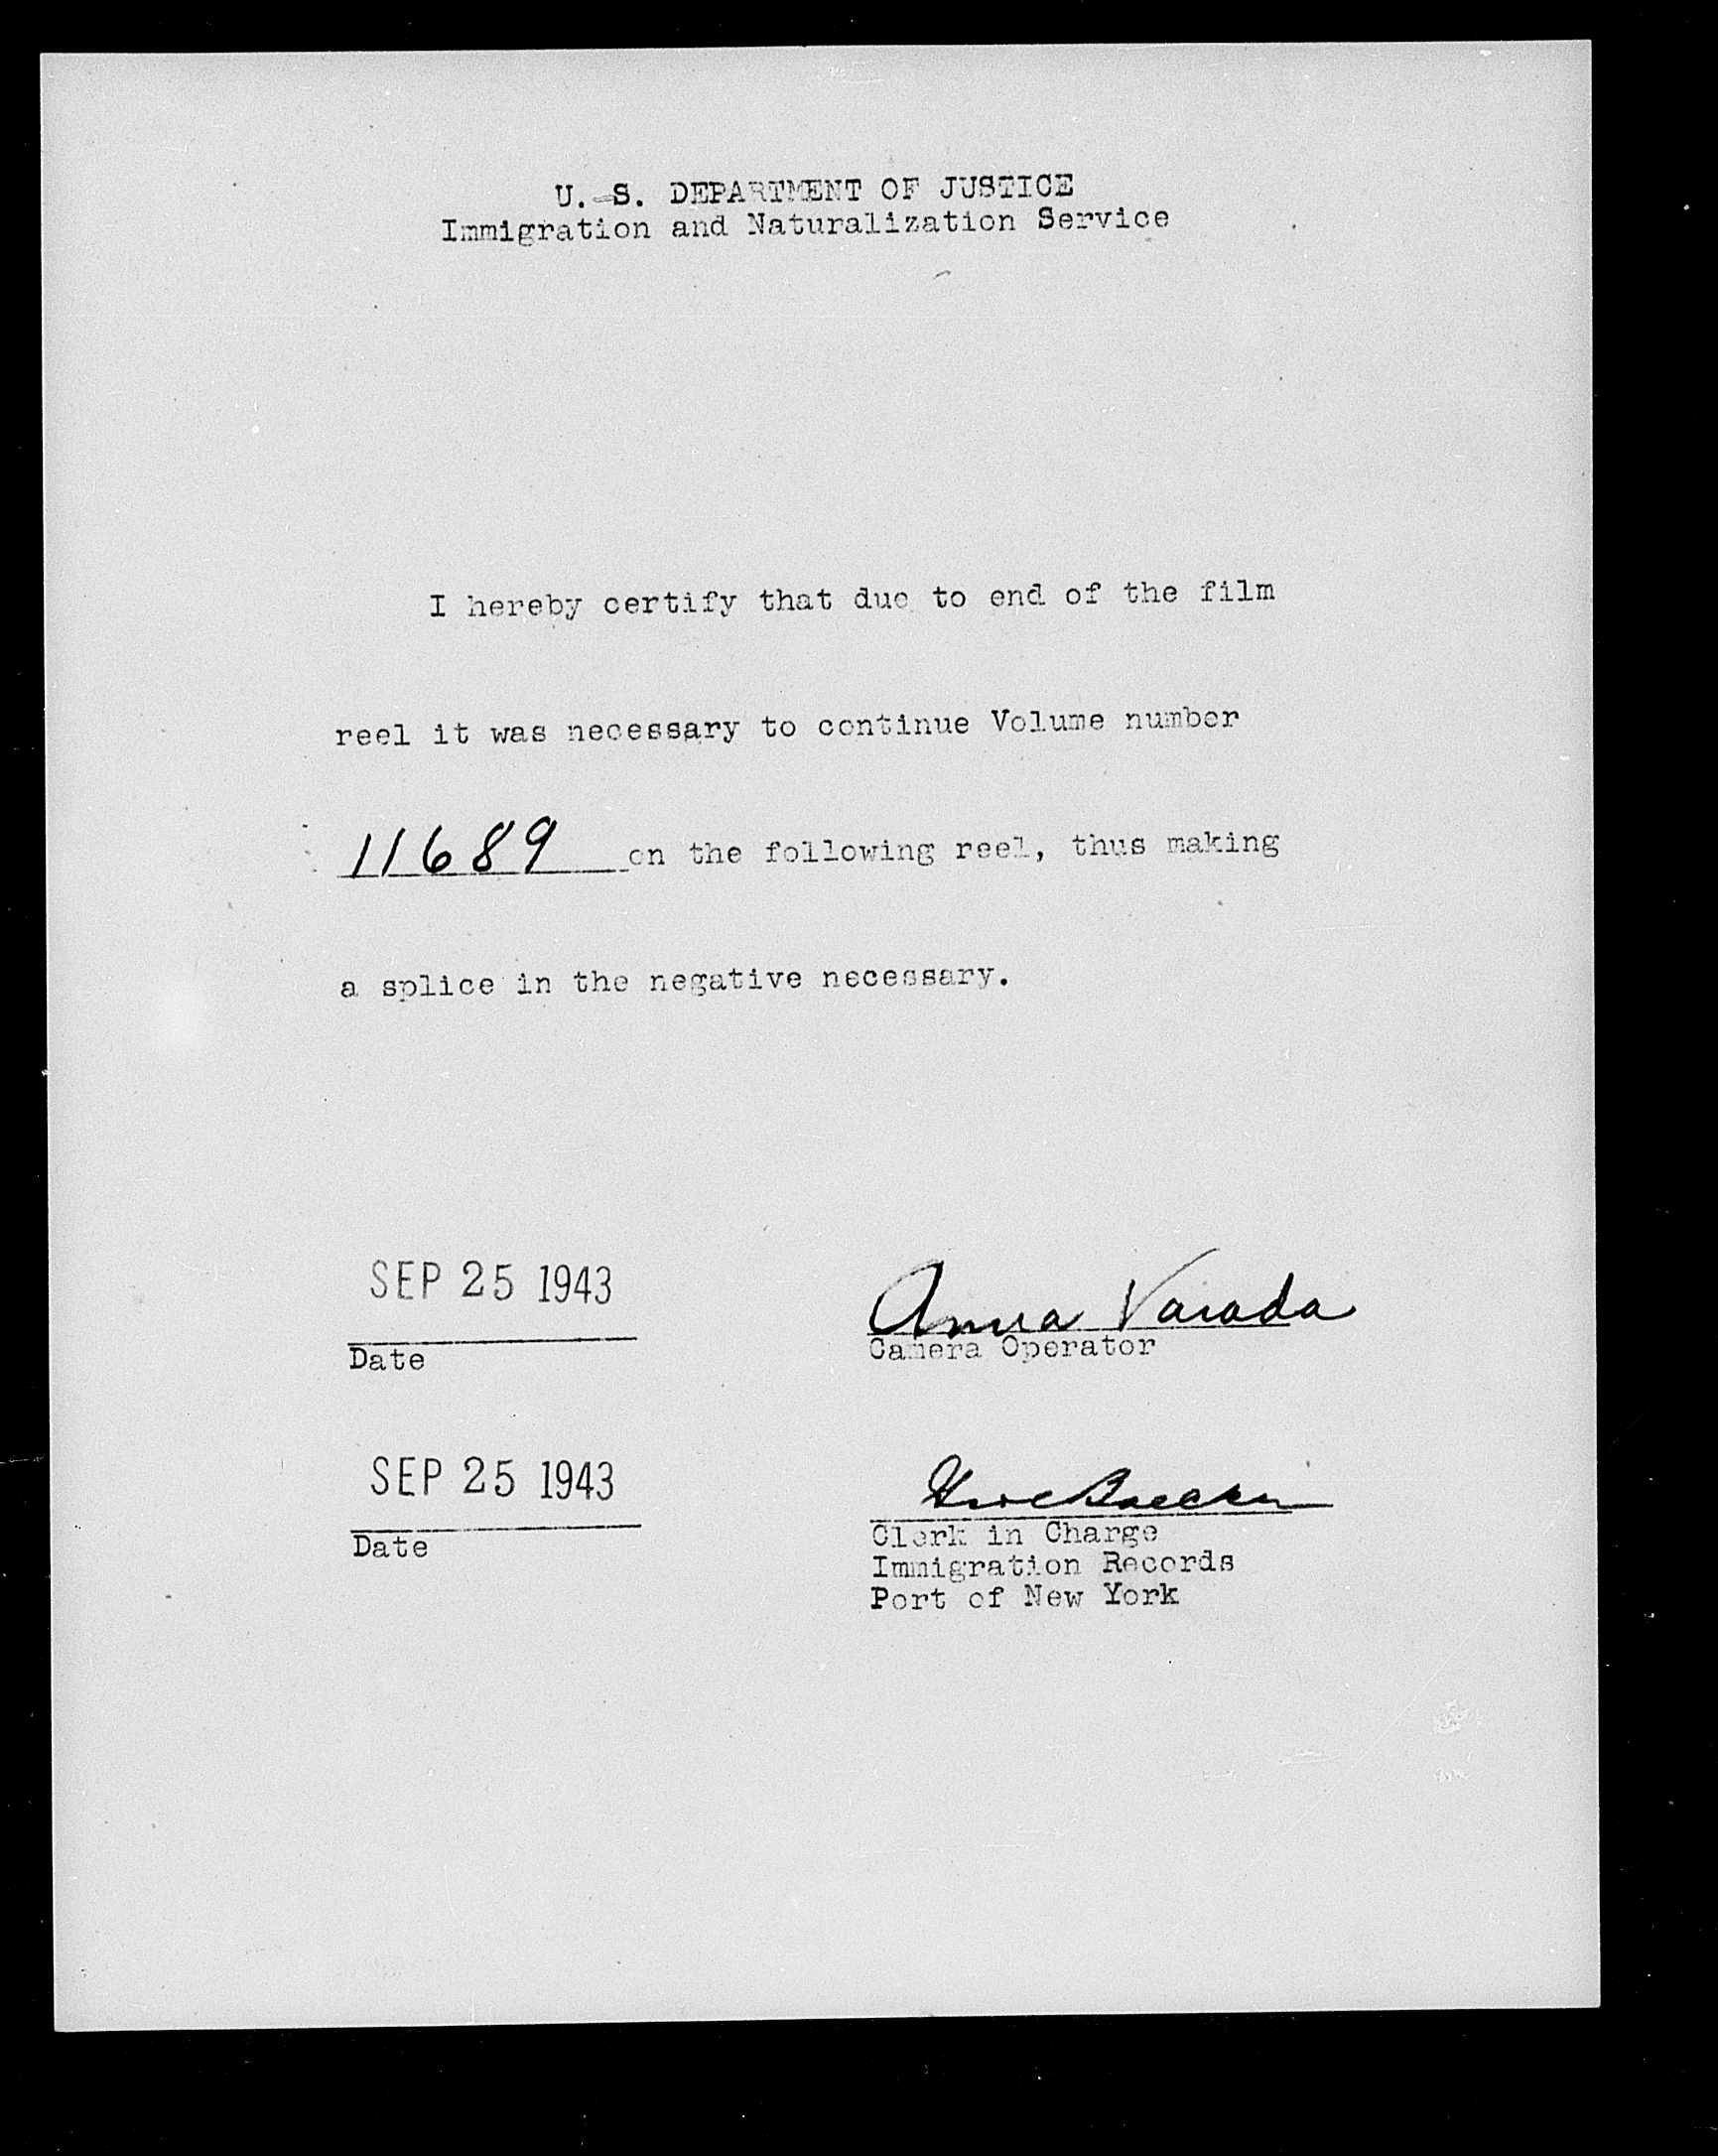 U. S. DEPARTMENT OF JUSTICE
Immigration and Naturalization Service
I hereby certify that due to end of the film
reel it was necessary to continue Volume number
11689 on the following reel, thus making
a splice in the negative necessary.
SEP 25 1943
Anna Varada
Date
Camera Operator
SEP 25 1943
Date
Clerk in Charge
Immigration Records
Port of New York